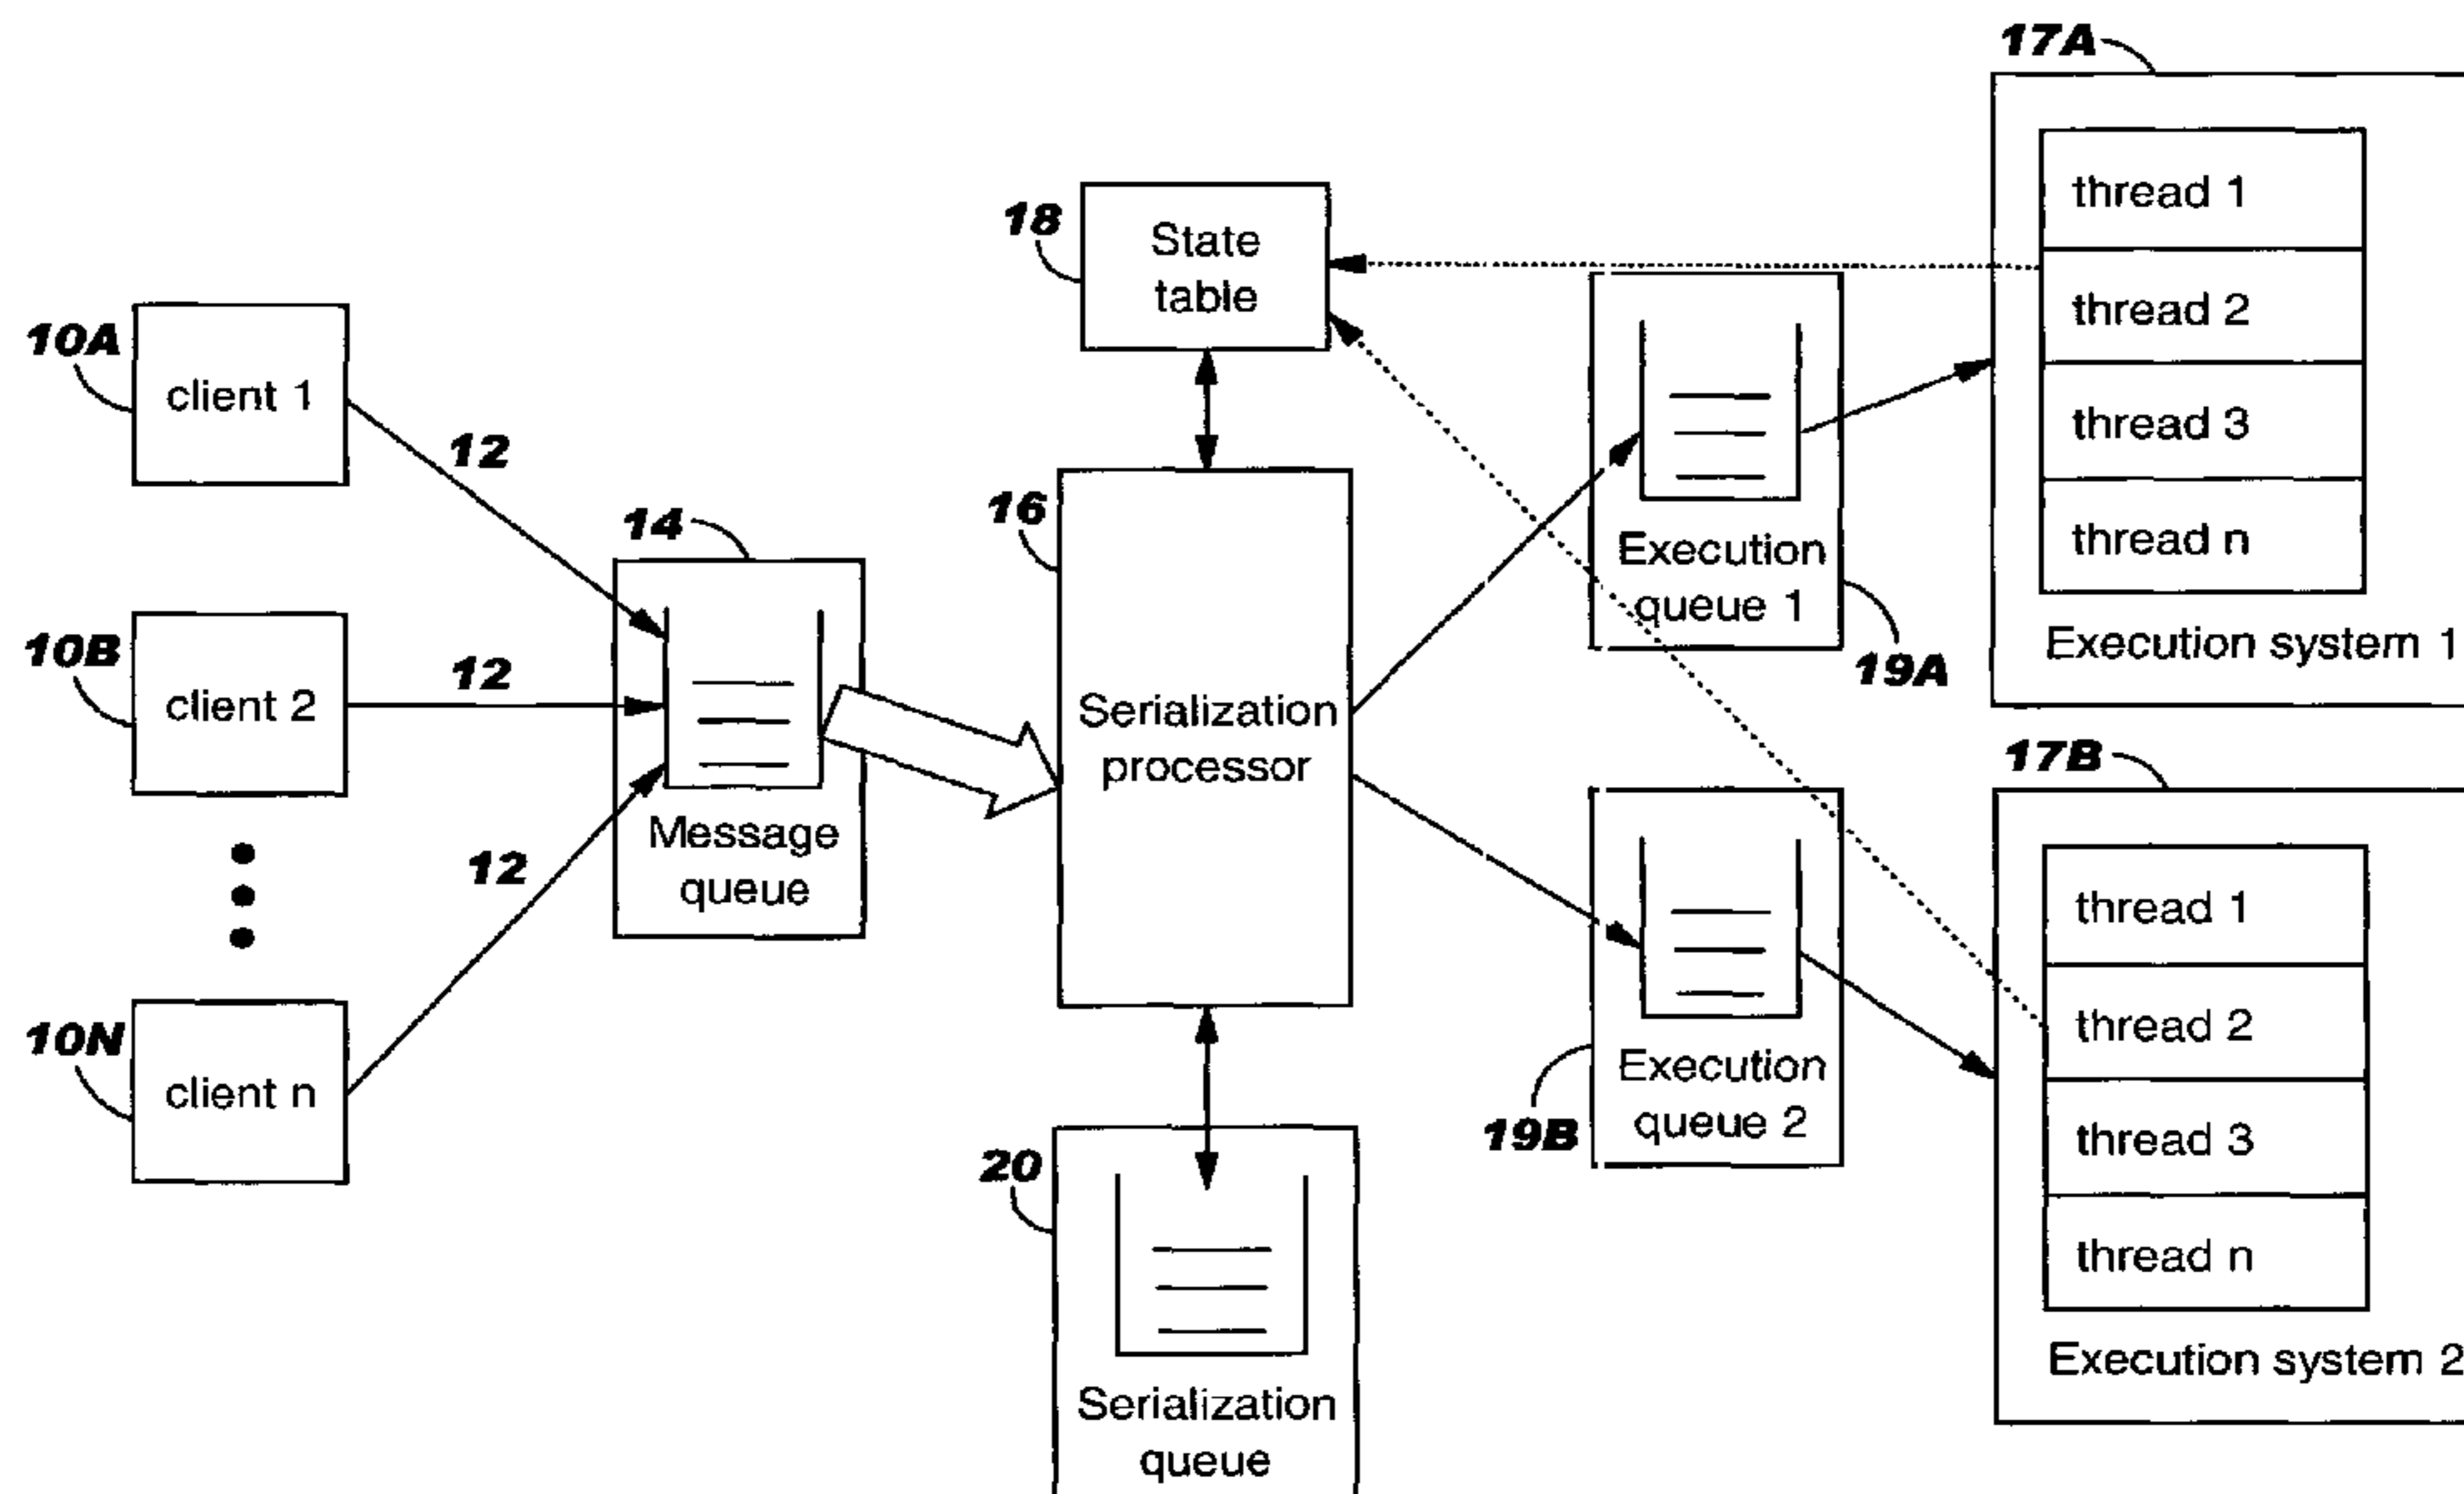 17A
thread 1
thread 2
thread 3
thread n
Execution system 1
18
State
table
10A
client 1
12
14
16
Execution
queue 1
19A
10B
client 2
12
Message
queue
Serialization
processor
17B
thread 1
thread 2
thread 3
thread n
Execution system 2
12
10N
client n
Execution
queue 2
19B
20
Serialization
queue